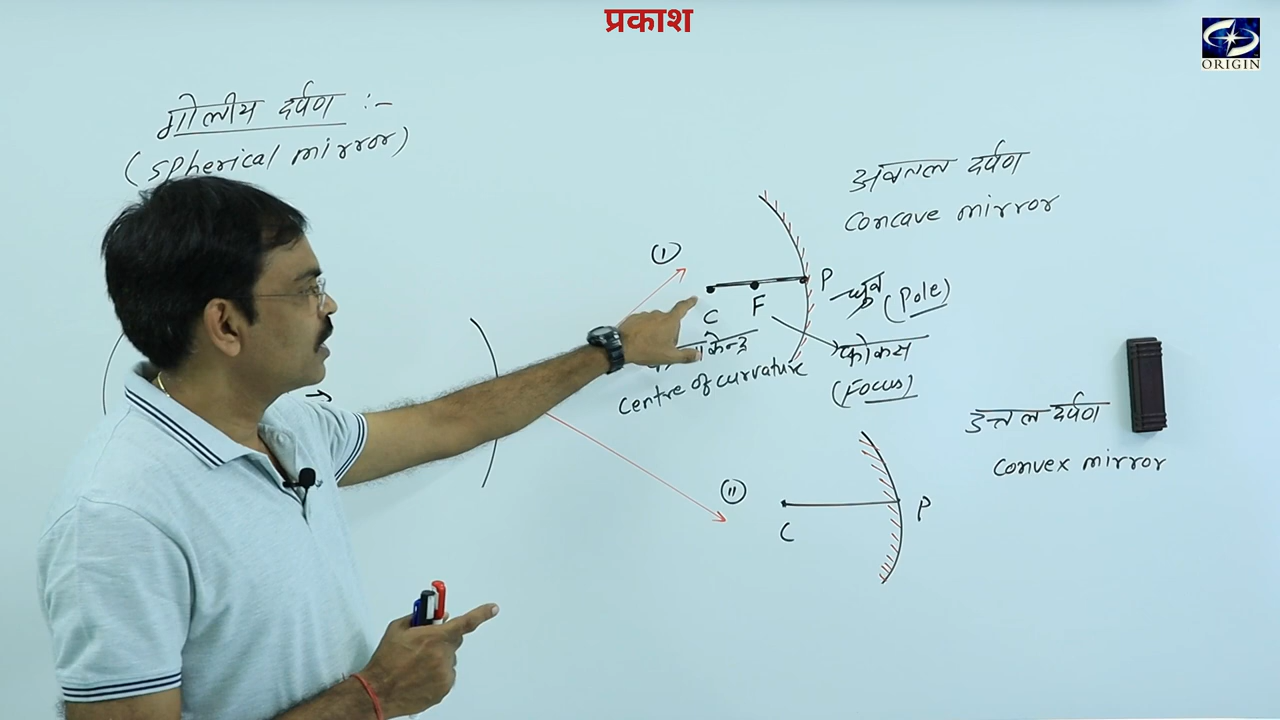 प्रकाश
ORIGIN
गोलीय दर्पण :-
(spherical mirror)
अवतल दर्पण
concave mirror
I
P
ध्रुव
(Pole)
C
F
केन्द्र
फोकस
centre of curvature
(Focus)
उत्तल दर्पण
convex mirror
II
C
P